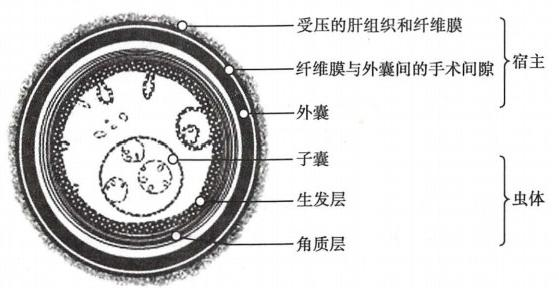 受压的肝组织和纤维膜
纤维膜与外囊间的手术间隙
宿主
外囊
子囊
生发层
虫体
角质层